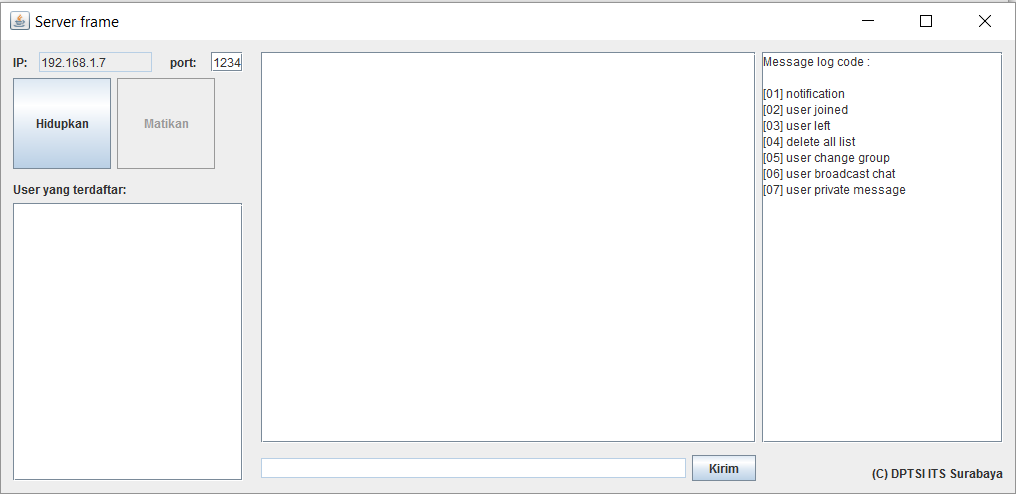 Server frame
IP: 192.168.1.7 port: 1234
Hidupkan Matikan
User yang terdaftar:
Message log code :
[01] notification
[02] user joined
[03] user left
[04] delete all list
[05] user change group
[06] user broadcast chat
[07] user private message
Kirim
(C) DPTSI ITS Surabaya